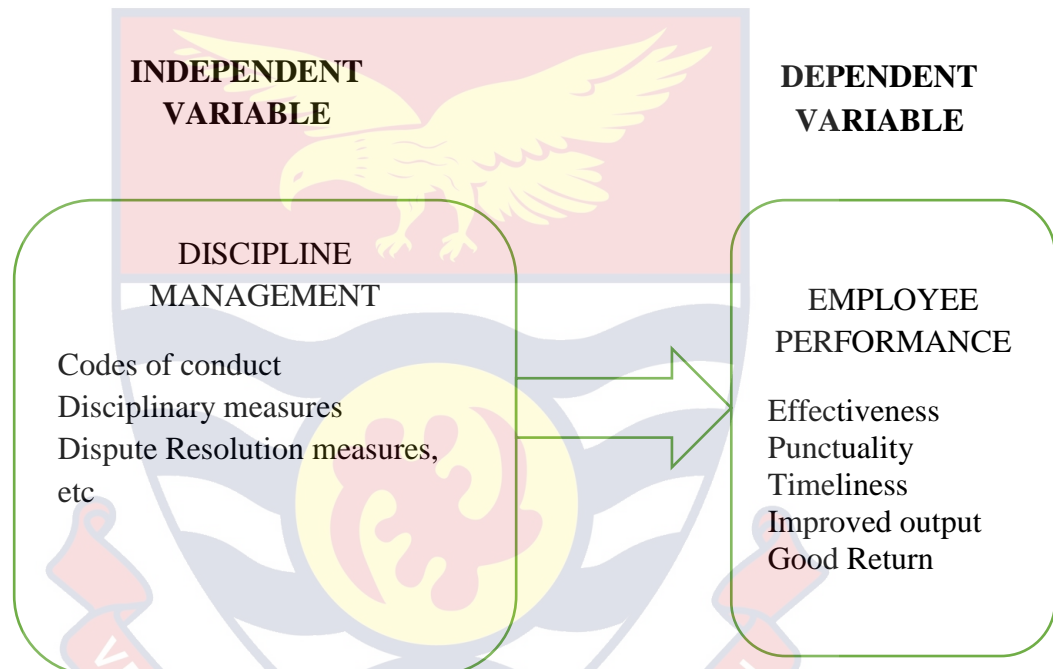 INDEPENDENT
VARIABLE
DEPENDENT
VARIABLE
DISCIPLINE
MANAGEMENT
Codes of conduct
Disciplinary measures
Dispute Resolution measures,
etc
EMPLOYEE
PERFORMANCE
Effectiveness
Punctuality
Timeliness
Improved output
Good Return